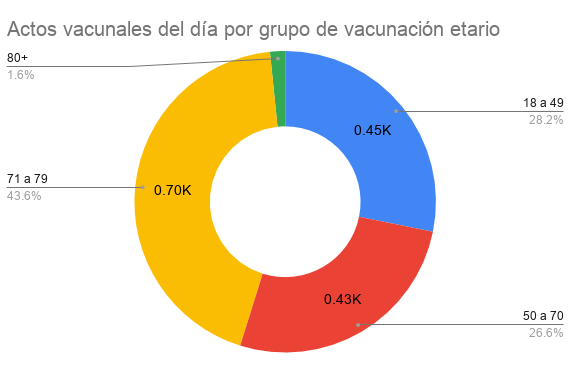 Actos vacunales del día por grupo de vacunación etario
80+
1.6%
18 a 49
28.2%
0.45K
71 a 79
43.6%
0.70K
0.43K
50 a 70
26.6%